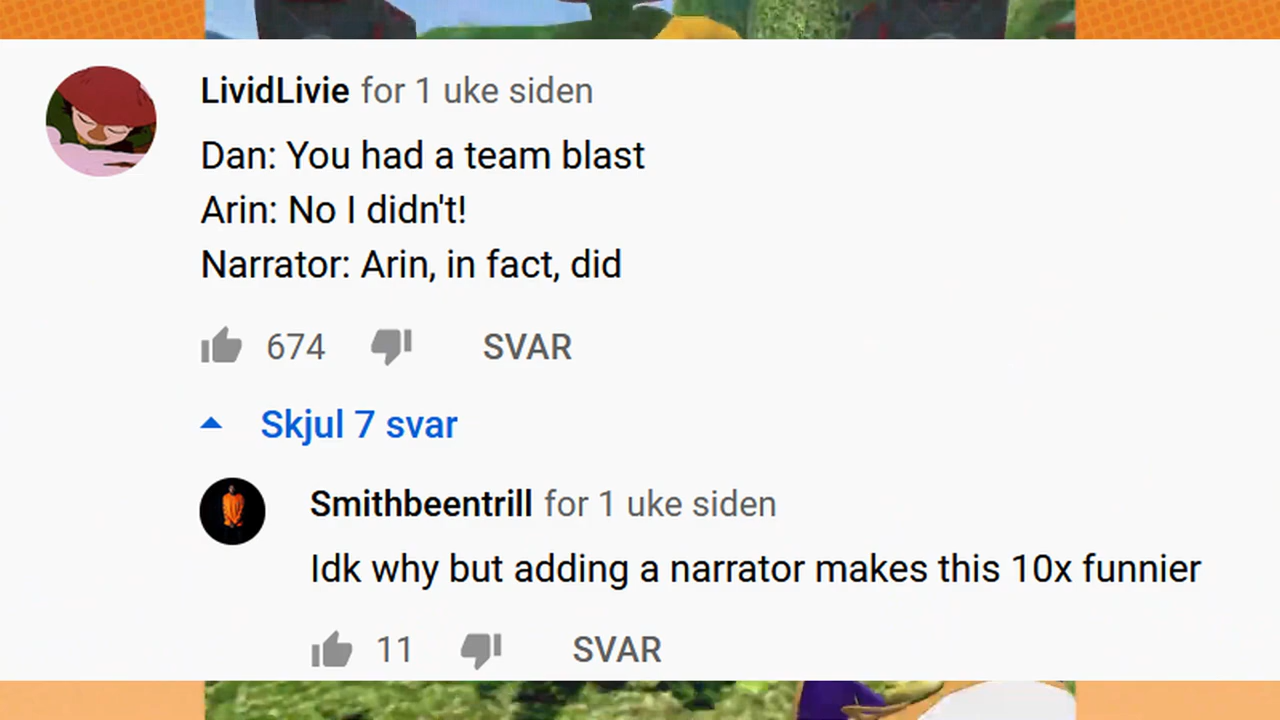 LividLivie for 1 uke siden
Dan: You had a team blast
Arin: No I didn't!
Narrator: Arin, in fact, did
674 SVAR
Skjul 7 svar
Smithbeentrill for 1 uke siden
Idk why but adding a narrator makes this 10x funnier
11 SVAR